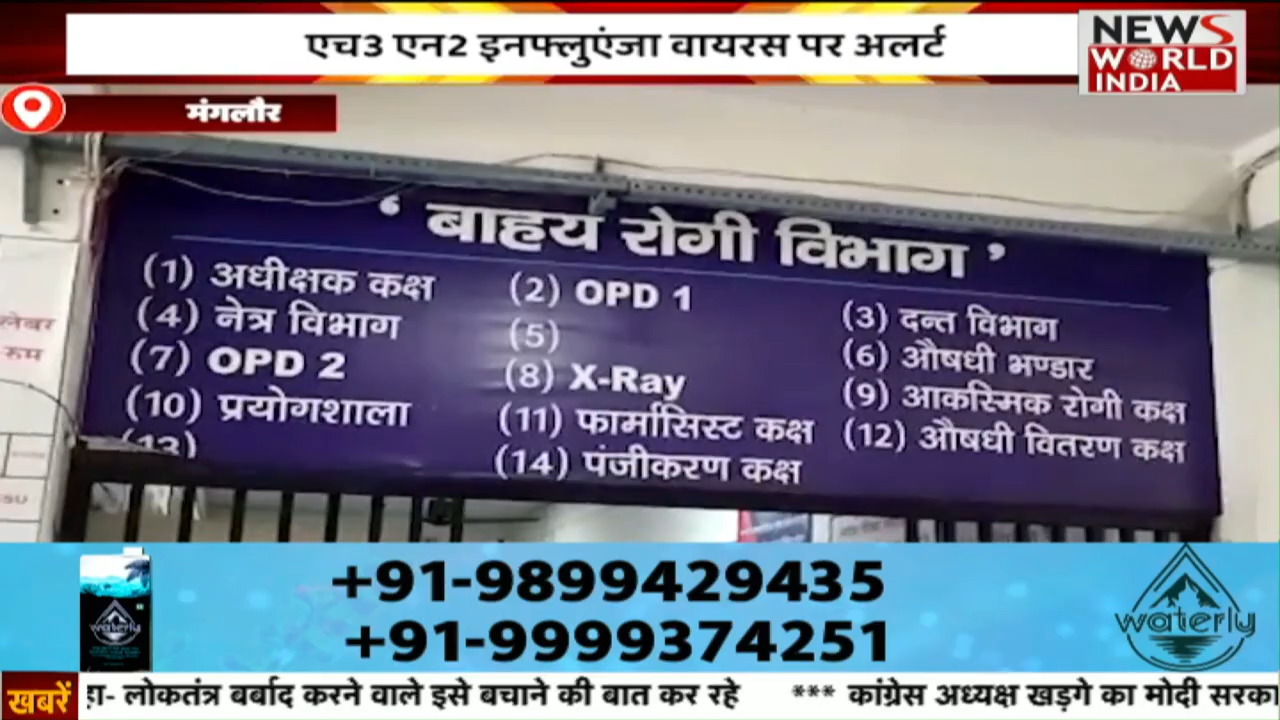 एच3 एन2 इनफ्लुएंजा वायरस पर अलर्ट
NEWS
WORLD
INDIA
मंगलौर
‘ बाहय रोगी विभाग ’
(1) अधीक्षक कक्ष (2) OPD 1 (3) दन्त विभाग
(4) नेत्र विभाग (5) (6) औषधी भण्डार
(7) OPD 2 (8) X-Ray (9) आकस्मिक रोगी कक्ष
(10) प्रयोगशाला (11) फार्मासिस्ट कक्ष (12) औषधी वितरण कक्ष
(13) (14) पंजीकरण कक्ष
लेबर
रूम
+91-9899429435
+91-9999374251
waterly
waterly
खबरें हा- लोकतंत्र बर्बाद करने वाले इसे बचाने की बात कर रहे *** कांग्रेस अध्यक्ष खड़गे का मोदी सरका